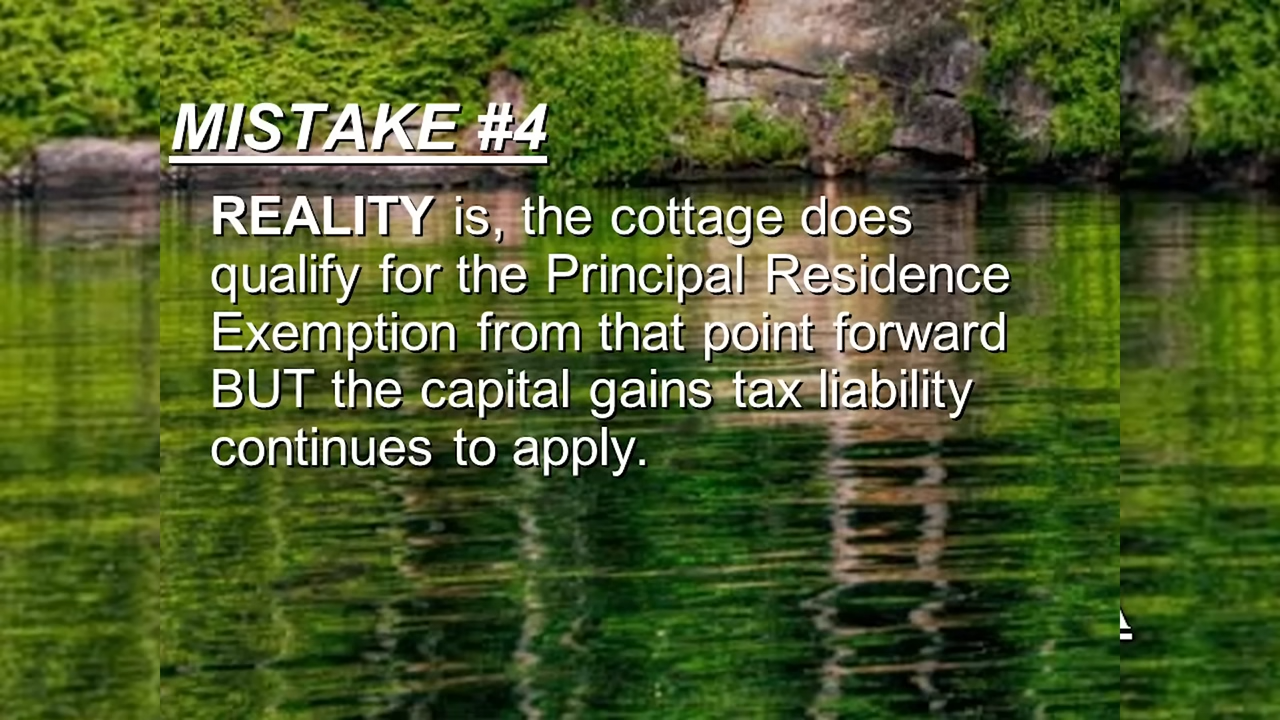 MISTAKE #4
REALITY is, the cottage does
qualify for the Principal Residence
Exemption from that point forward
BUT the capital gains tax liability
continues to apply.